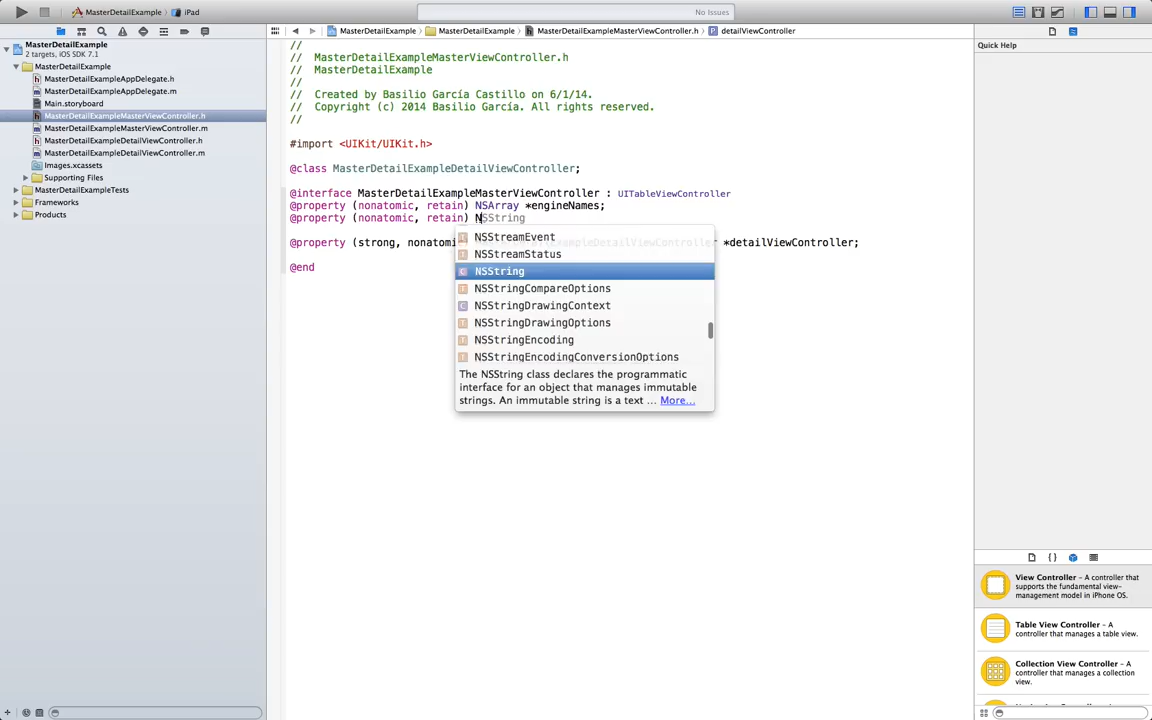 MasterDetailExample
iPad
No Issues
MasterDetailExample
2 targets, iOS SDK 7.1
MasterDetailExample
MasterDetailExampleAppDelegate.h
MasterDetailExampleAppDelegate.m
Main.storyboard
MasterDetailExampleMasterViewController.h
MasterDetailExampleMasterViewController.m
MasterDetailExampleDetailViewController.h
MasterDetailExampleDetailViewController.m
Images.xcassets
Supporting Files
MasterDetailExampleTests
Frameworks
Products
MasterDetailExample
MasterDetailExample
MasterDetailExampleMasterViewController.h
detailViewController
//
// MasterDetailExampleMasterViewController.h
// MasterDetailExample
//
// Created by Basilio García Castillo on 6/1/14.
// Copyright (c) 2014 Basilio García. All rights reserved.
//
#import <UIKit/UIKit.h>
@class MasterDetailExampleDetailViewController;
@interface MasterDetailExampleMasterViewController : UITableViewController
@property (nonatomic, retain) NSArray *engineNames;
@property (nonatomic, retain) NSString
@property (strong, nonatomic *detailViewController;
@end
NSStreamEvent
NSStreamStatus
NSString
NSStringCompareOptions
NSStringDrawingContext
NSStringDrawingOptions
NSStringEncoding
NSStringEncodingConversionOptions
The NSString class declares the programmatic
interface for an object that manages immutable
strings. An immutable string is a text … More...
Quick Help
View Controller – A controller that
supports the fundamental view-
management model in iPhone OS.
Table View Controller – A
controller that manages a table view.
Collection View Controller – A
controller that manages a collection
view.